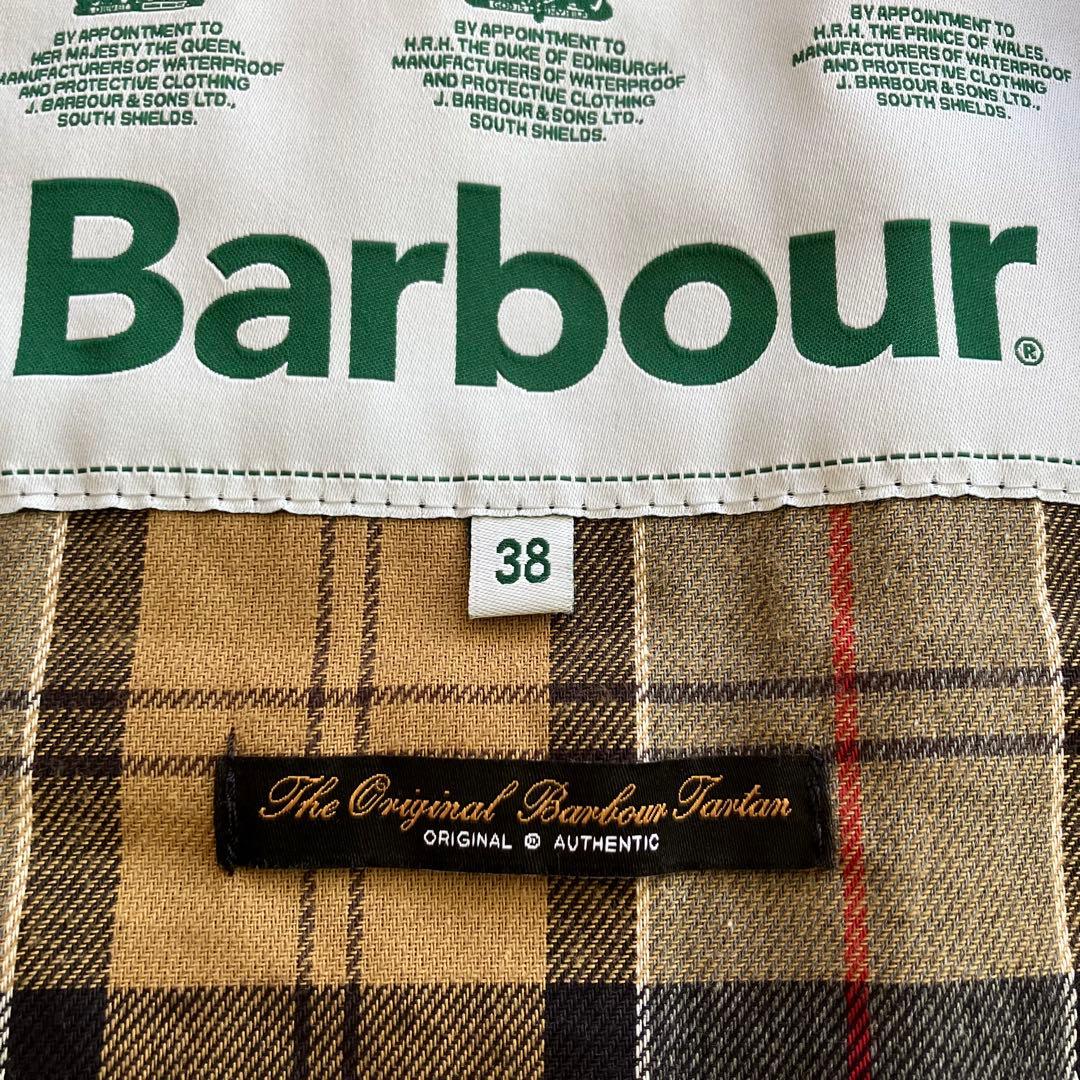 BY APPOINTMENT TO
HER MAJESTY THE QUEEN.
MANUFACTURERS OF WATERPROOF
AND PROTECTIVE CLOTHING
J. BARBOUR & SONS LTD.,
SOUTH SHIELDS.
BY APPOINTMENT TO
H.R.H. THE DUKE OF EDINBURGH.
MANUFACTURERS OF WATERPROOF
AND PROTECTIVE CLOTHING
J. BARBOUR & SONS LTD.,
SOUTH SHIELDS.
BY APPOINTMENT TO
H.R.H. THE PRINCE OF WALES.
MANUFACTURERS OF WATERPROOF
AND PROTECTIVE CLOTHING
J. BARBOUR & SONS LTD.,
SOUTH SHIELDS.
Barbour®
38
The Original Barbour Tartan
ORIGINAL ® AUTHENTIC